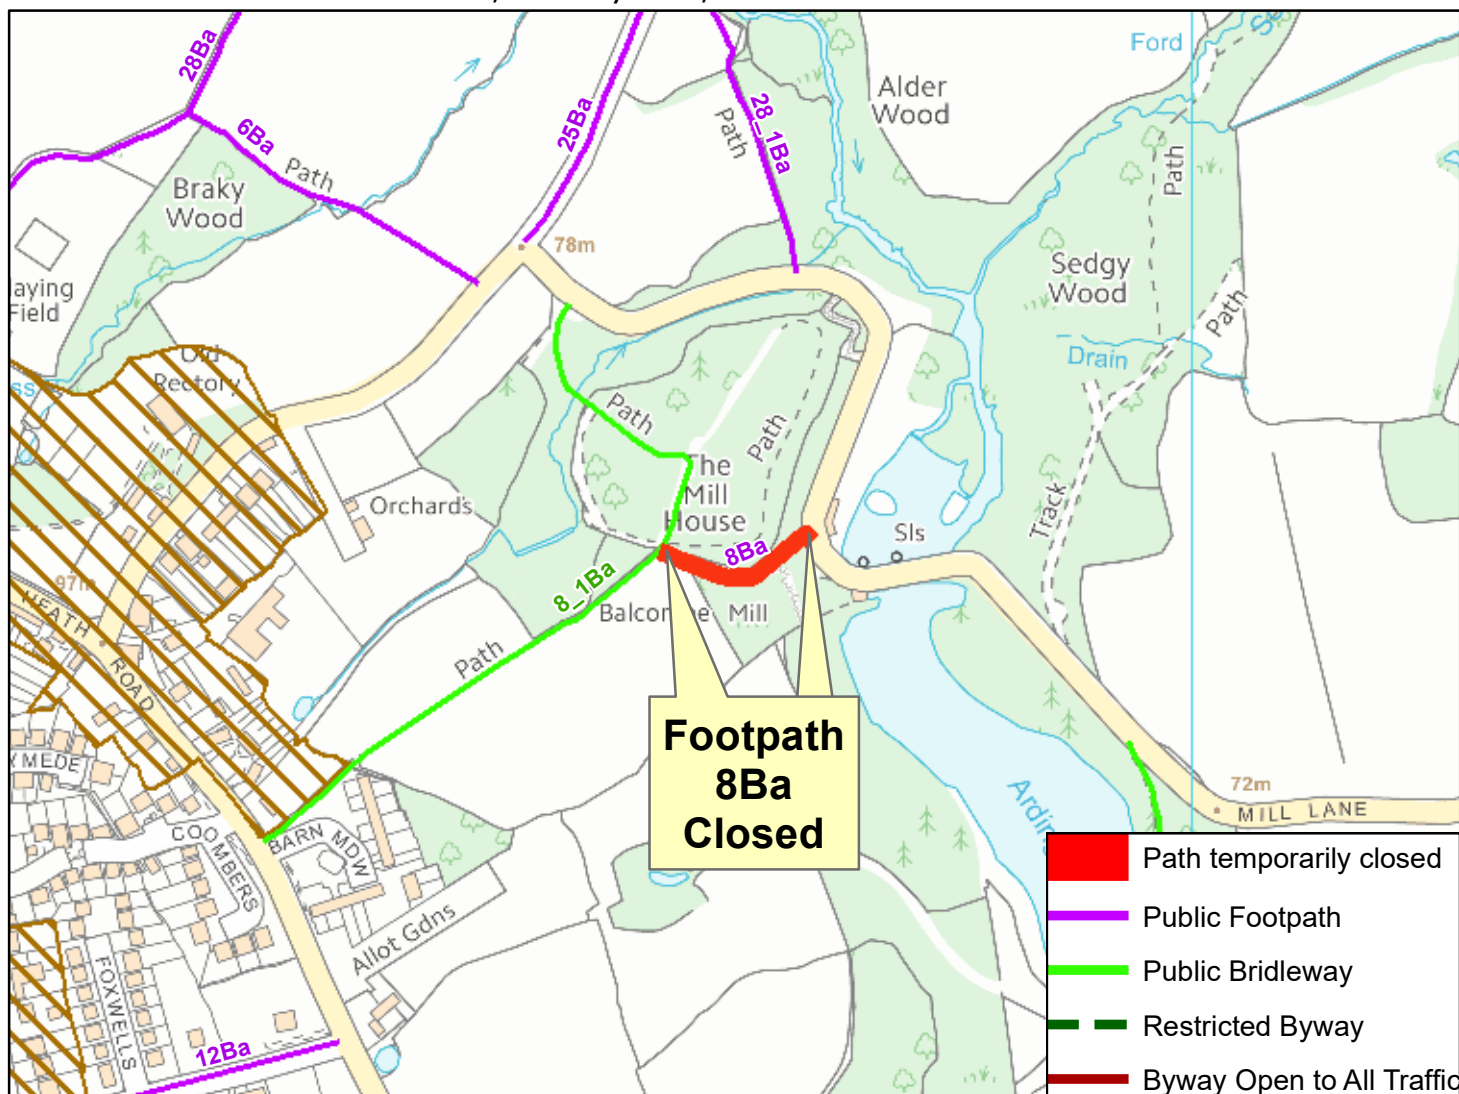 28Ba
6Ba
Path
Braky
Wood
25Ba
28_1Ba
Path
Alder
Wood
Ford
Path
Sedgy
Wood
Path
Drain
78m
aying
Field
Old
Rectory
Orchards
Path
Path
The
Mill
House
8Ba
8_1Ba
Path
Balcombe Mill
Sls
Track
97m
HEATH
ROAD
YMEDE
COOMBERS
BARN MDW
FOXWELLS
Allot Gdns
12Ba
Footpath
8Ba
Closed
72m
MILL LANE
Arding
Path temporarily closed
Public Footpath
Public Bridleway
Restricted Byway
Byway Open to All Traffic